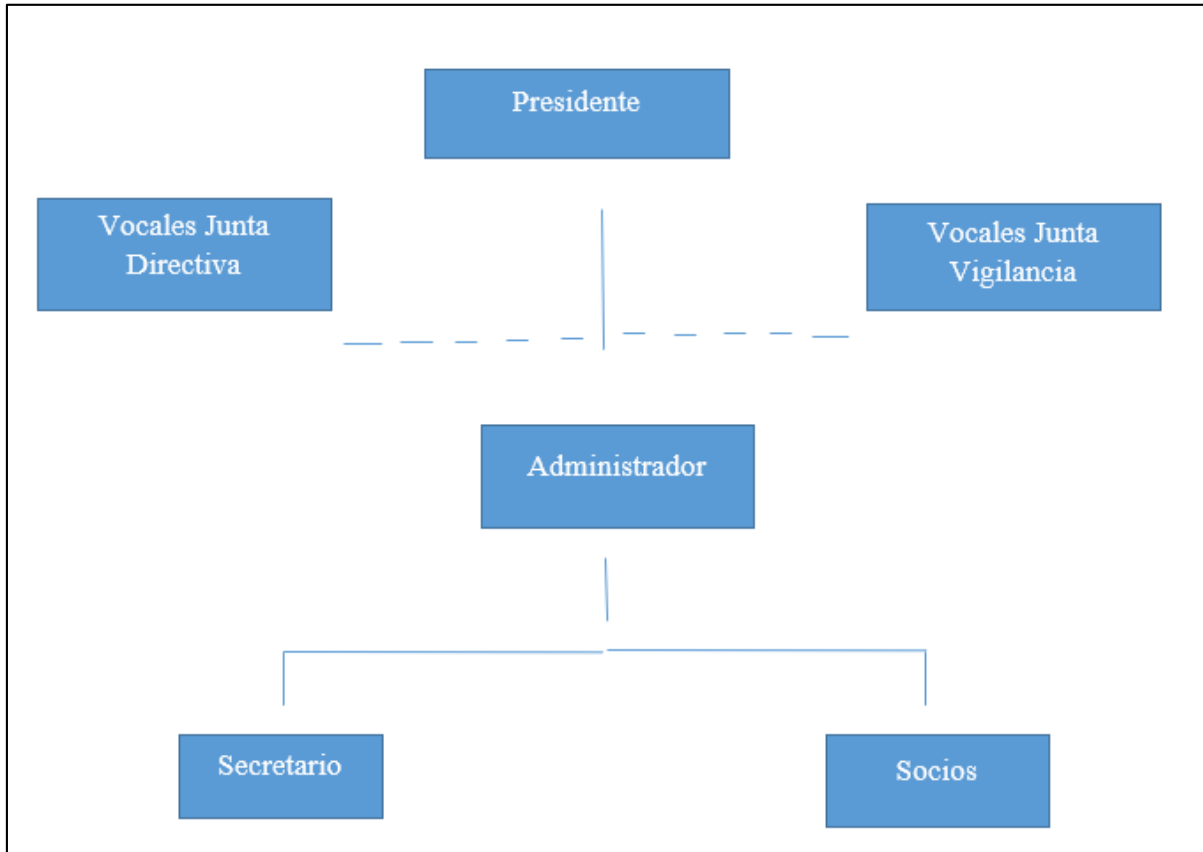 Presidente
Vocales Junta
Directiva
Vocales Junta
Vigilancia
Administrador
Secretario
Socios